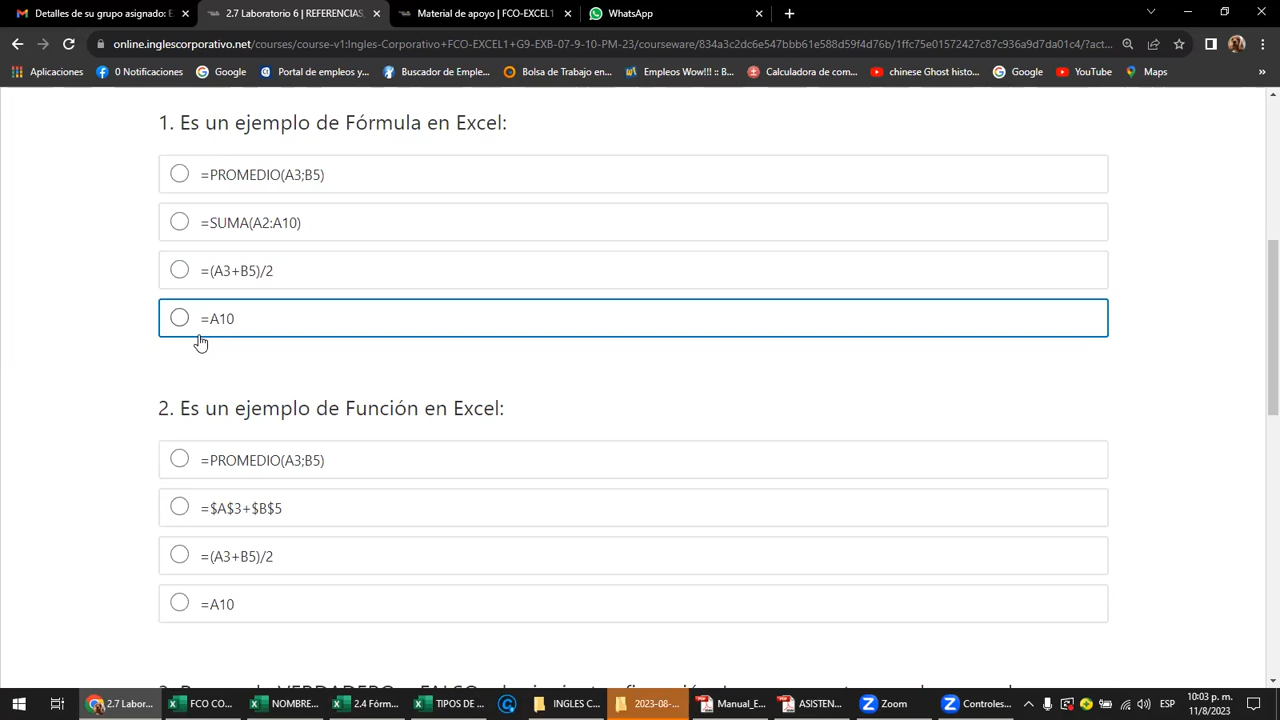 Detalles de su grupo asignado: E
2.7 Laboratorio 6 | REFERENCIAS,
Material de apoyo | FCO-EXCEL1
WhatsApp
online.inglescorporativo.net/courses/course-v1:Ingles-Corporativo+FCO-EXCEL1+G9-EXB-07-9-10-PM-23/courseware/834a3c2dc6e547bbb61e588d59f4d76b/1ffc75e01572427c87c936a9d7da01c4/?act...
Aplicaciones
0 Notificaciones
Google
Portal de empleos y...
Buscador de Emple...
Bolsa de Trabajo en...
Empleos Wow!!! :: B...
Calculadora de com...
chinese Ghost histo...
Google
YouTube
Maps
»
1. Es un ejemplo de Fórmula en Excel:
=PROMEDIO(A3;B5)
=SUMA(A2:A10)
=(A3+B5)/2
=A10
2. Es un ejemplo de Función en Excel:
=PROMEDIO(A3;B5)
=$A$3+$B$5
=(A3+B5)/2
=A10
2.7 Labor...
FCO CO...
NOMBRE...
2.4 Fórm...
TIPOS DE ...
INGLES C...
2023-08-...
Manual_E...
ASISTEN...
Zoom
Controles...
ESP
10:03 p. m.
11/8/2023